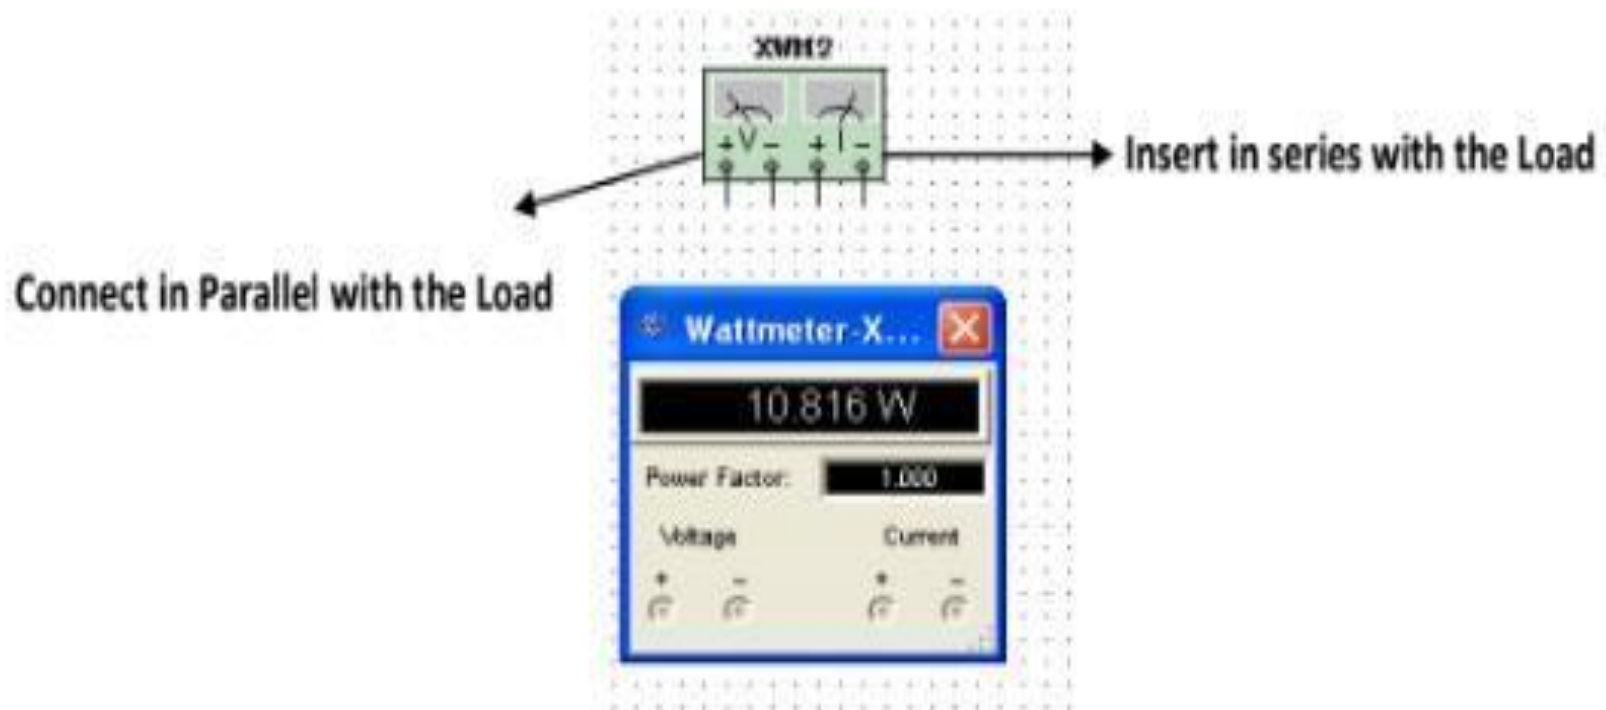 XWM2
+ V - + I -
Insert in series with the Load
Connect in Parallel with the Load
Wattmeter-X...
10.816 W
Power Factor: 1.000
Voltage Current
+ - + -